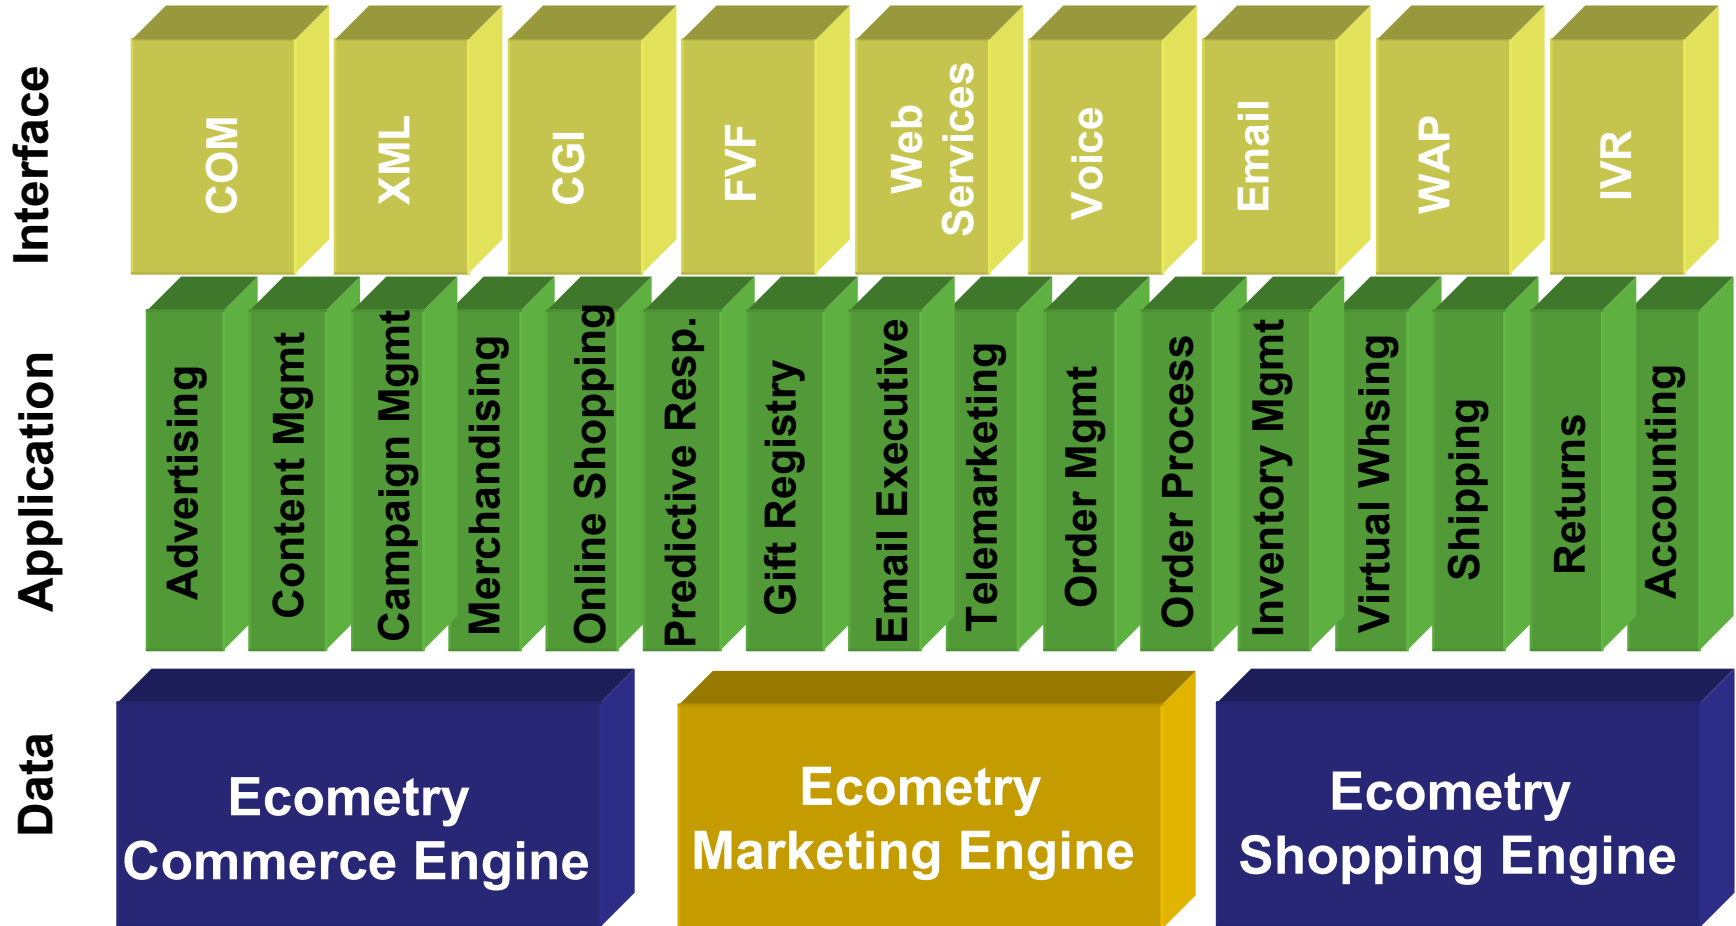 Interface
COM
XML
CGI
FVF
Web
Services
Voice
Email
WAP
IVR
Application
Advertising
Content Mgmt
Campaign Mgmt
Merchandising
Online Shopping
Predictive Resp.
Gift Registry
Email Executive
Telemarketing
Order Mgmt
Order Process
Inventory Mgmt
Virtual Whsing
Shipping
Returns
Accounting
Data
Ecometry
Commerce Engine
Ecometry
Marketing Engine
Ecometry
Shopping Engine